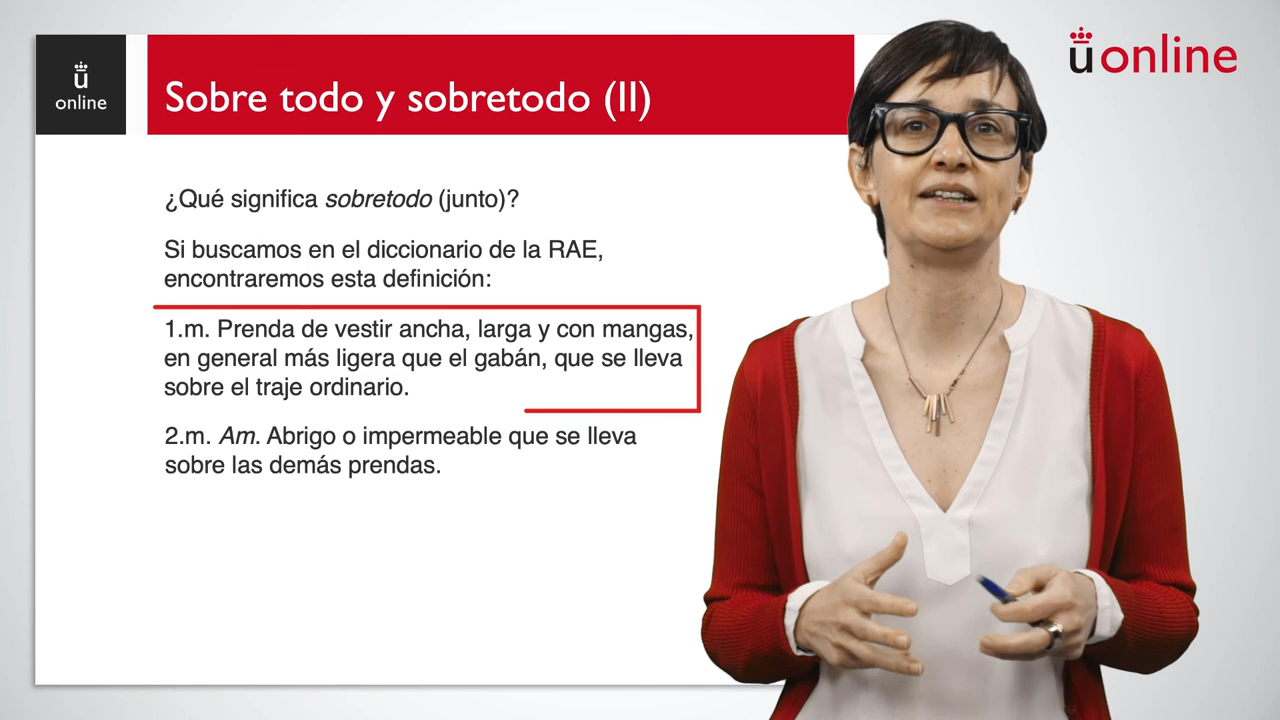 ü
online
Sobre todo y sobretodo (II)
üonline
¿Qué significa sobretodo (junto)?
Si buscamos en el diccionario de la RAE,
encontraremos esta definición:
1.m. Prenda de vestir ancha, larga y con mangas,
en general más ligera que el gabán, que se lleva
sobre el traje ordinario.
2.m. Am. Abrigo o impermeable que se lleva
sobre las demás prendas.